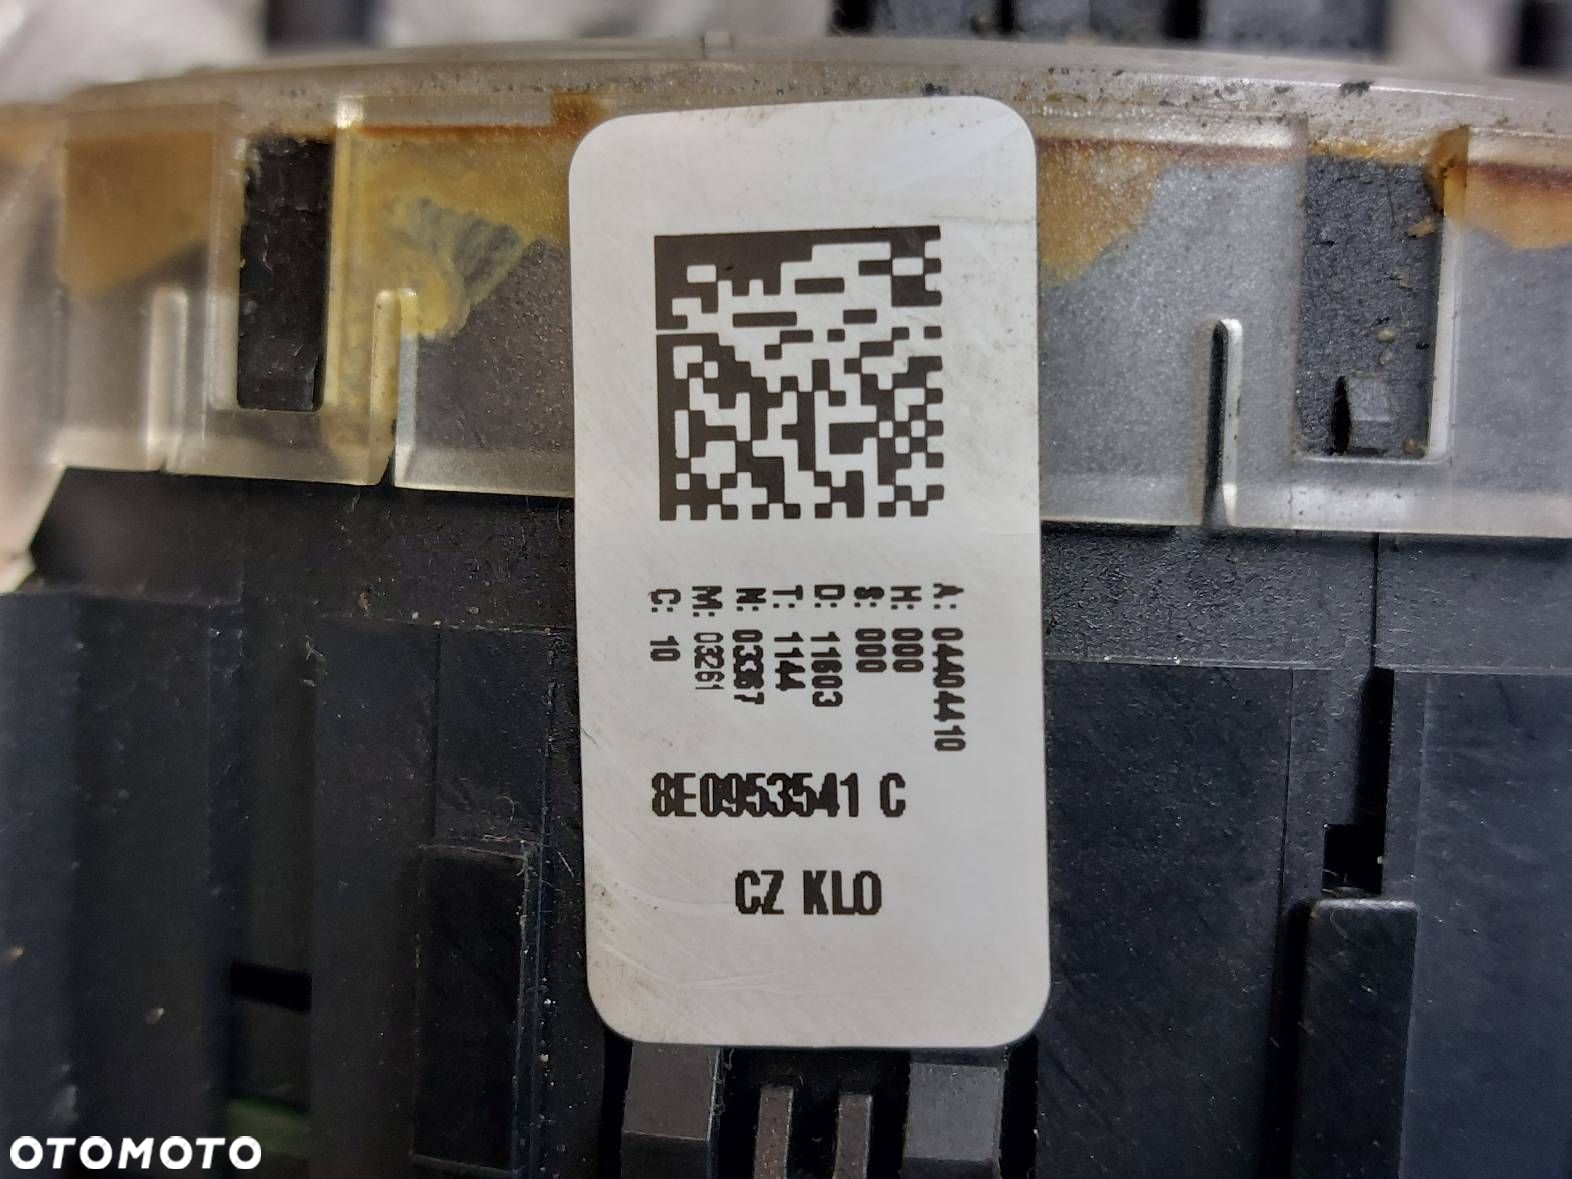 A: 04404410
H: 000
S: 000
D: 11603
T: 1144
N: 03367
M: 03261
C: 10
8E0953541 C
CZ KLO
OTOMOTO